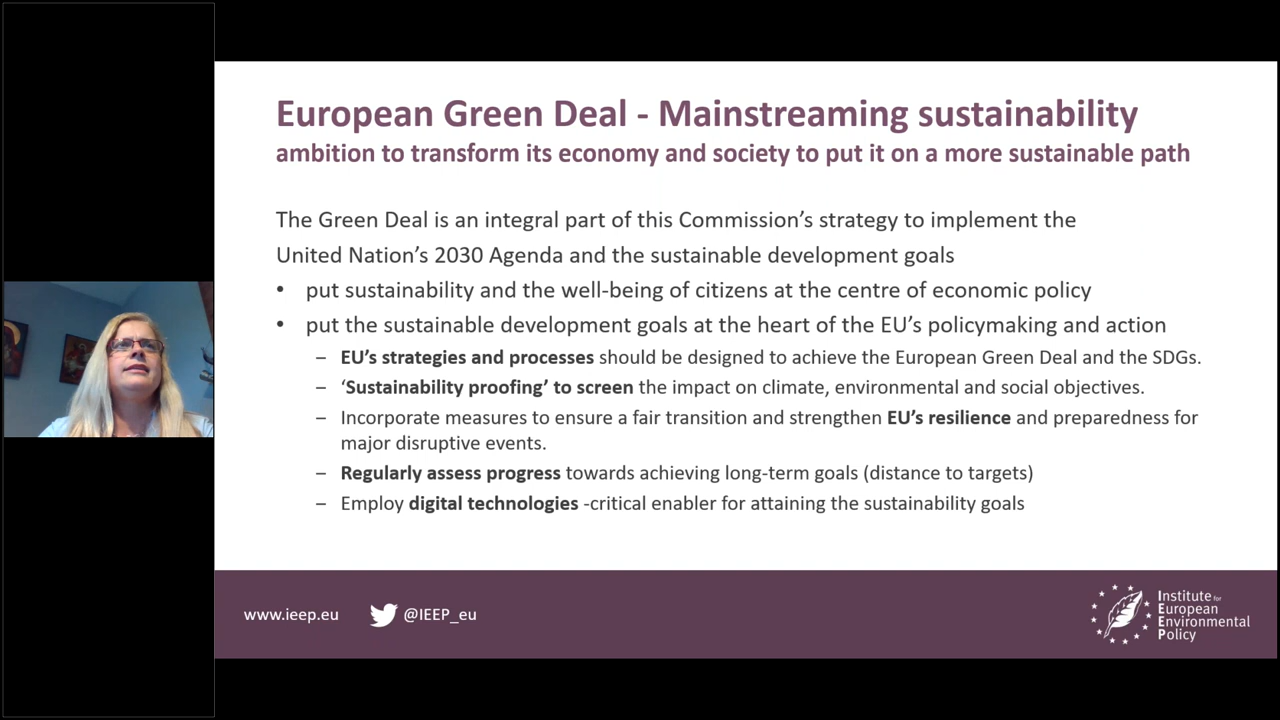 European Green Deal - Mainstreaming sustainability
ambition to transform its economy and society to put it on a more sustainable path
The Green Deal is an integral part of this Commission’s strategy to implement the
United Nation’s 2030 Agenda and the sustainable development goals
• put sustainability and the well-being of citizens at the centre of economic policy
• put the sustainable development goals at the heart of the EU’s policymaking and action
– EU’s strategies and processes should be designed to achieve the European Green Deal and the SDGs.
– ‘Sustainability proofing’ to screen the impact on climate, environmental and social objectives.
– Incorporate measures to ensure a fair transition and strengthen EU’s resilience and preparedness for
major disruptive events.
– Regularly assess progress towards achieving long-term goals (distance to targets)
– Employ digital technologies -critical enabler for attaining the sustainability goals
www.ieep.eu @IEEP_eu
Institute for
European
Environmental
Policy